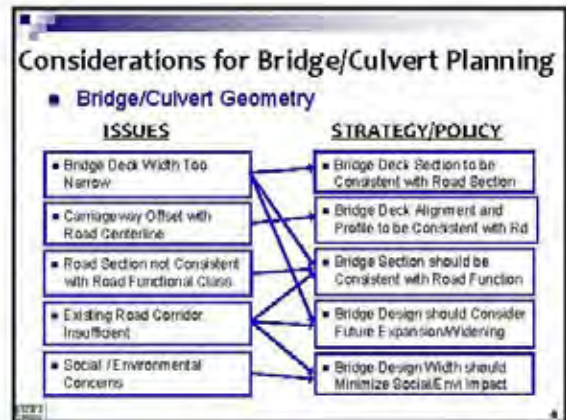 Considerations for Bridge/Culvert Planning
■ Bridge/Culvert Geometry
ISSUES
▪ Bridge Deck Width Too
Narrow
▪ Carriageway Offset with
Road Centerline
▪ Road Section not Consistent
with Road Functional Class
▪ Existing Road Corridor
Insufficient
▪ Social / Environmental
Concerns
STRATEGY/POLICY
▪ Bridge Deck Section to be
Consistent with Road Section
▪ Bridge Deck Alignment and
Profile to be Consistent with Rd
▪ Bridge Section should be
Consistent with Road Function
▪ Bridge Design should Consider
Future Expansion/Widening
▪ Bridge Design Width should
Minimize Social/Envi Impact